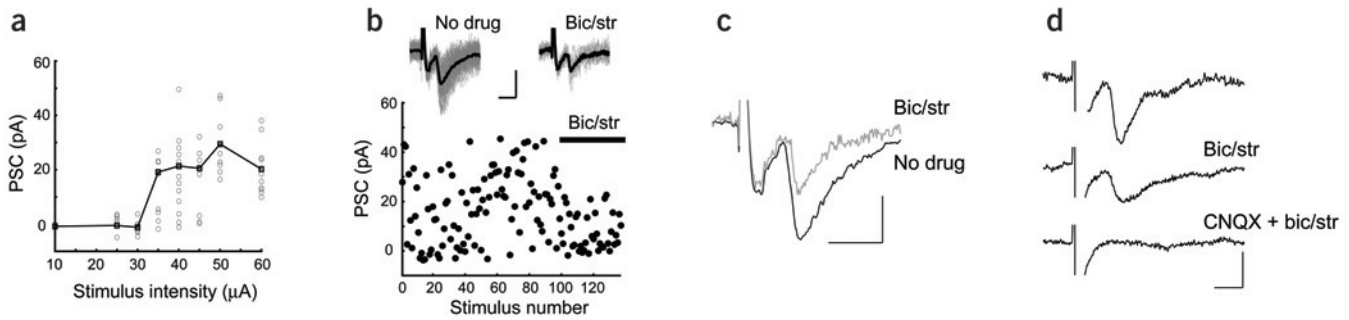 a
PSC (pA)
60
40
20
0
10 20 30 40 50 60
Stimulus intensity (μA)
b
No drug Bic/str
PSC (pA)
60
40
20
0
Bic/str
0 20 40 60 80 100 120
Stimulus number
c
Bic/str
No drug
d
Bic/str
CNQX + bic/str